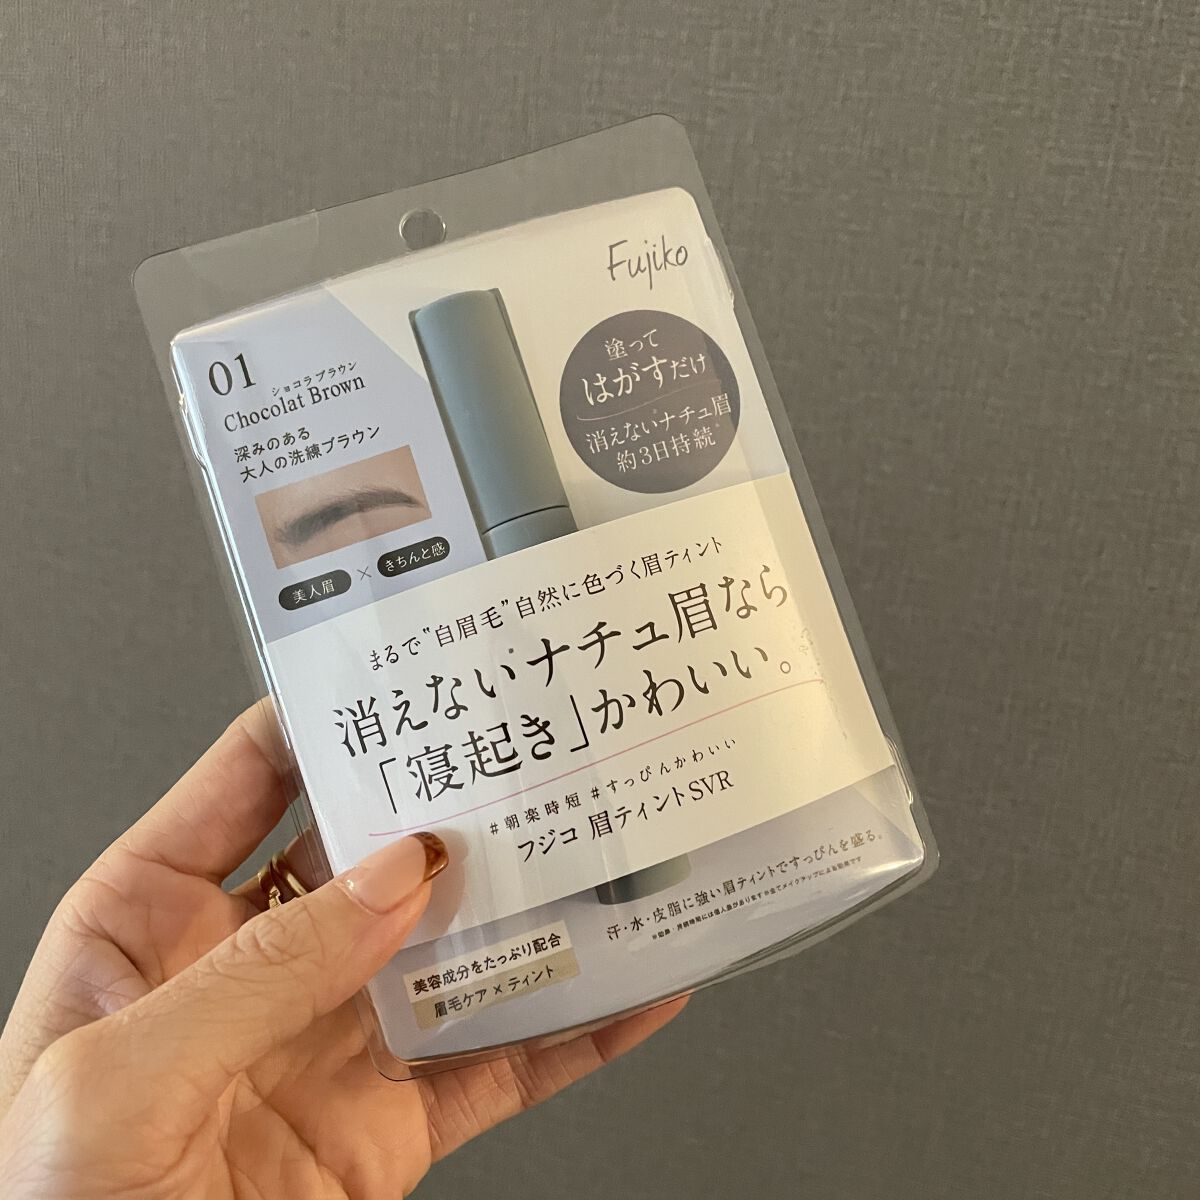 Fujiko
01
ショコラ ブラウン
Chocolat Brown
深みのある
大人の洗練ブラウン
美人眉 × きちんと感
塗って
はがすだけ
消えない*ナチュ眉
約3日持続*
まるで"自眉毛"自然に色づく眉ティント
消えない*ナチュ眉なら
「寝起き」かわいい。
#朝楽時短 #すっぴんかわいい
フジコ 眉ティントSVR
汗・水・皮脂に強い眉ティントですっぴんを盛る。
美容成分をたっぷり配合
眉毛ケア × ティント